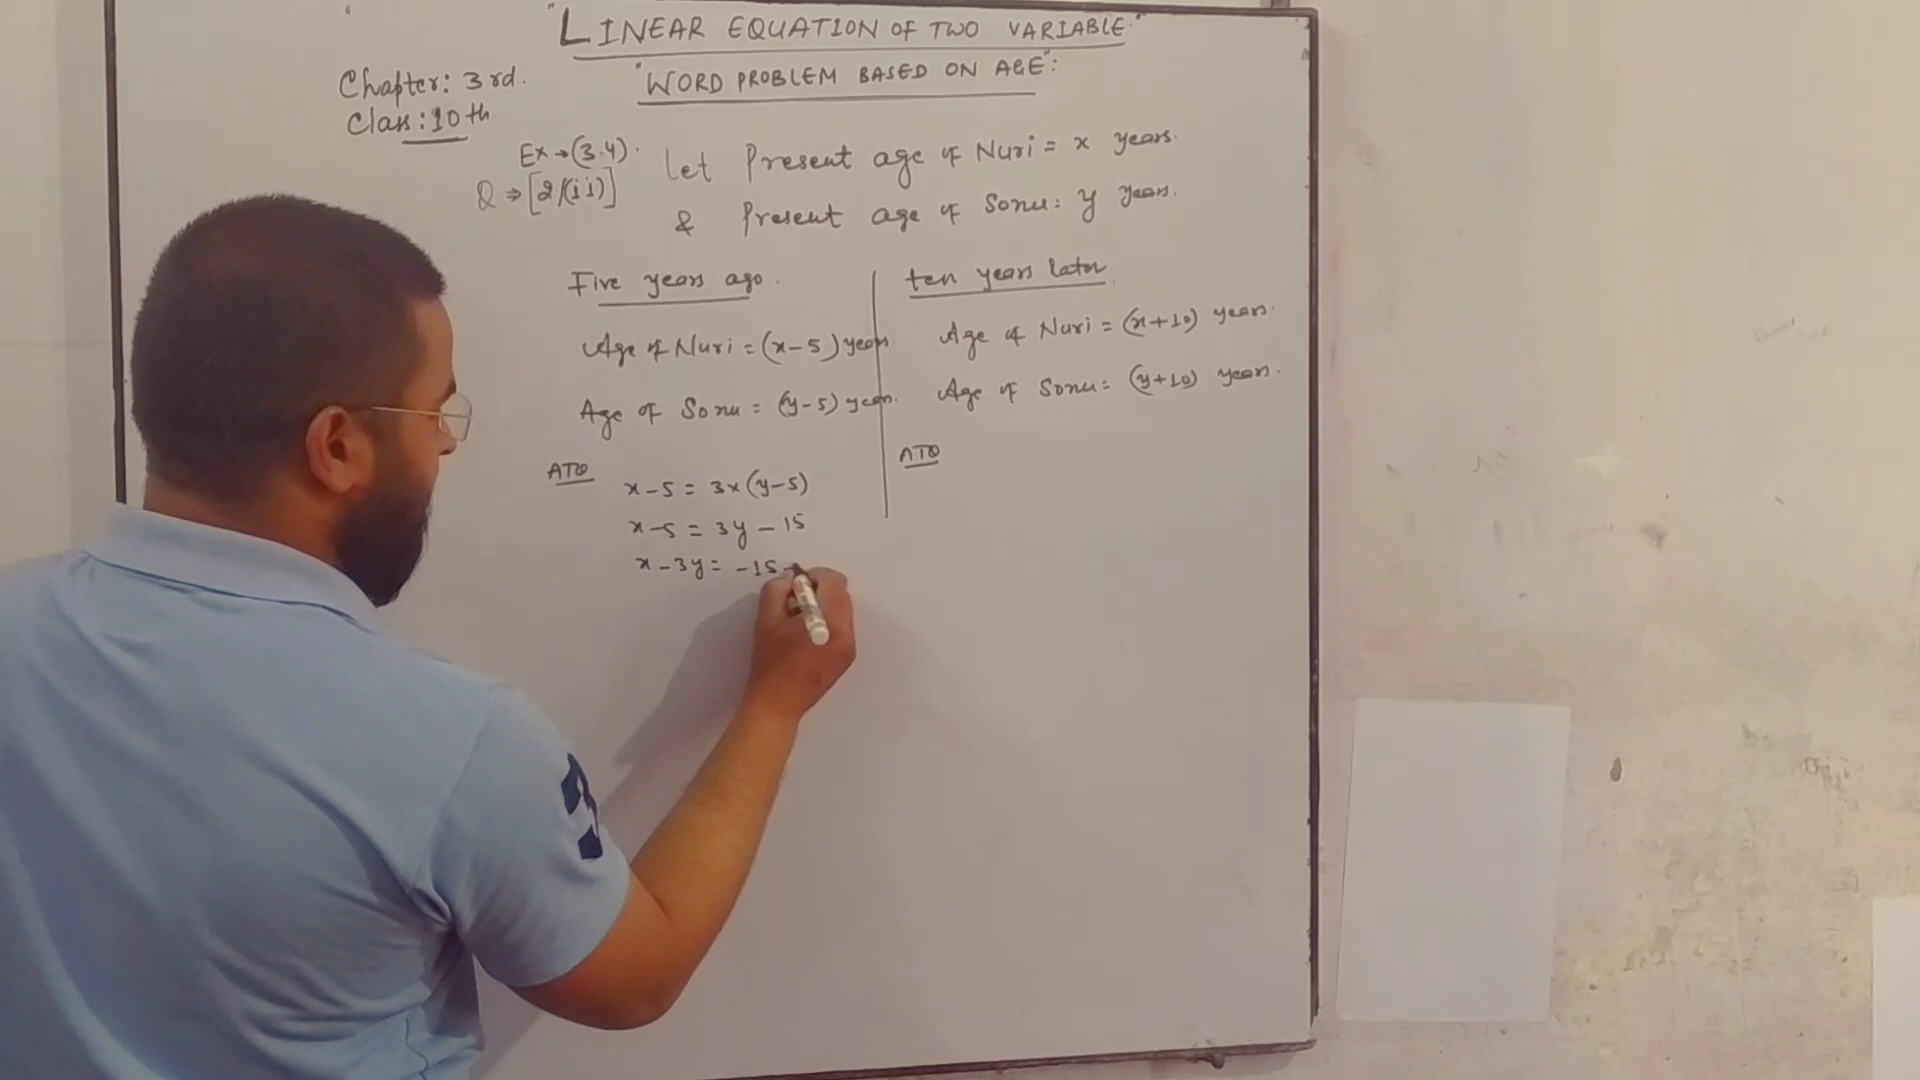 "LINEAR EQUATION OF TWO VARIABLE."
"WORD PROBLEM BASED ON AGE":
Chapter: 3rd.
Class: 10th
Ex → (3.4).
Q ⇒ [2/(ii)]
Let Present age of Nuri = x years.
& Present age of Sonu = y years.
Five years ago.
Age of Nuri = (x-5) years
Age of Sonu = (y-5) years.
ATQ
x-5 = 3x(y-5)
x-5 = 3y-15
x-3y = -15
ten years later
Age of Nuri = (x+10) years.
Age of Sonu = (y+10) years.
ATQ